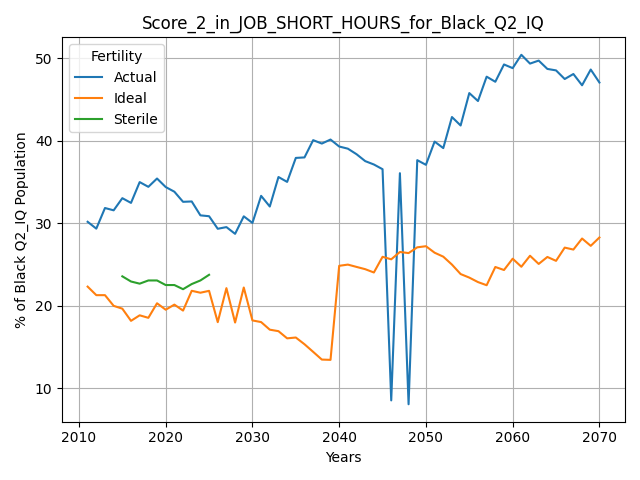 Score_2_in_JOB_SHORT_HOURS_for_Black_Q2_IQ
Fertility
Actual
Ideal
Sterile
% of Black Q2_IQ Population
50
40
30
20
10
2010 2020 2030 2040 2050 2060 2070
Years